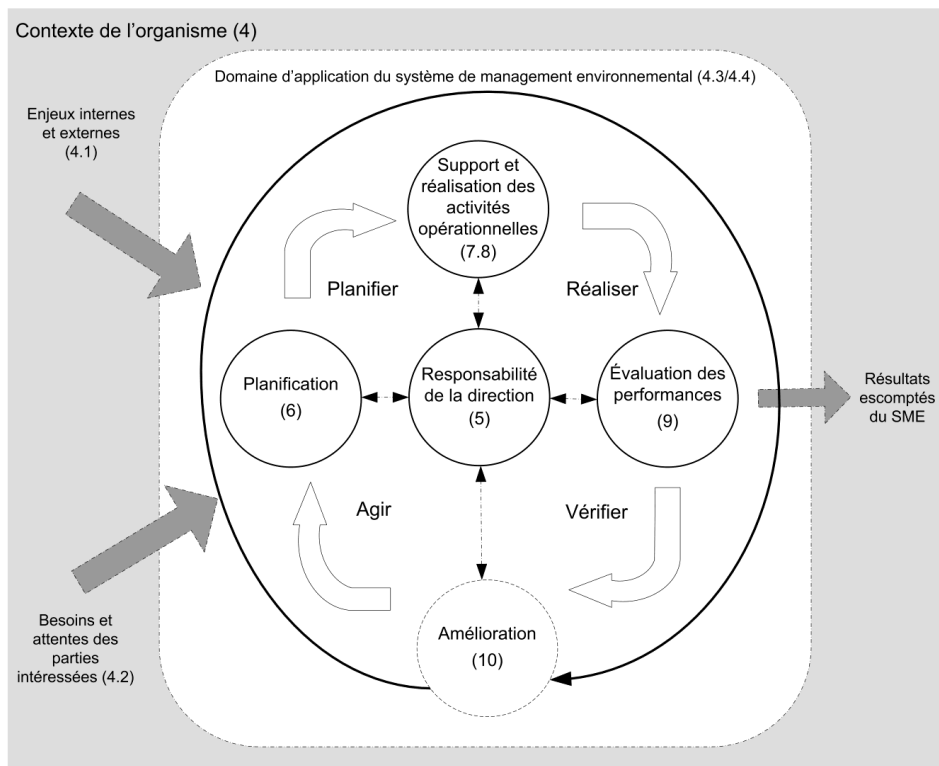 Contexte de l’organisme (4)
Domaine d’application du système de management environnemental (4.3/4.4)
Enjeux internes
et externes
(4.1)
Support et
réalisation des
activités
opérationnelles
(7.8)
Planifier
Réaliser
Planification
(6)
Responsabilité
de la direction
(5)
Évaluation des
performances
(9)
Résultats
escomptés
du SME
Agir
Vérifier
Besoins et
attentes des
parties
intéressées (4.2)
Amélioration
(10)